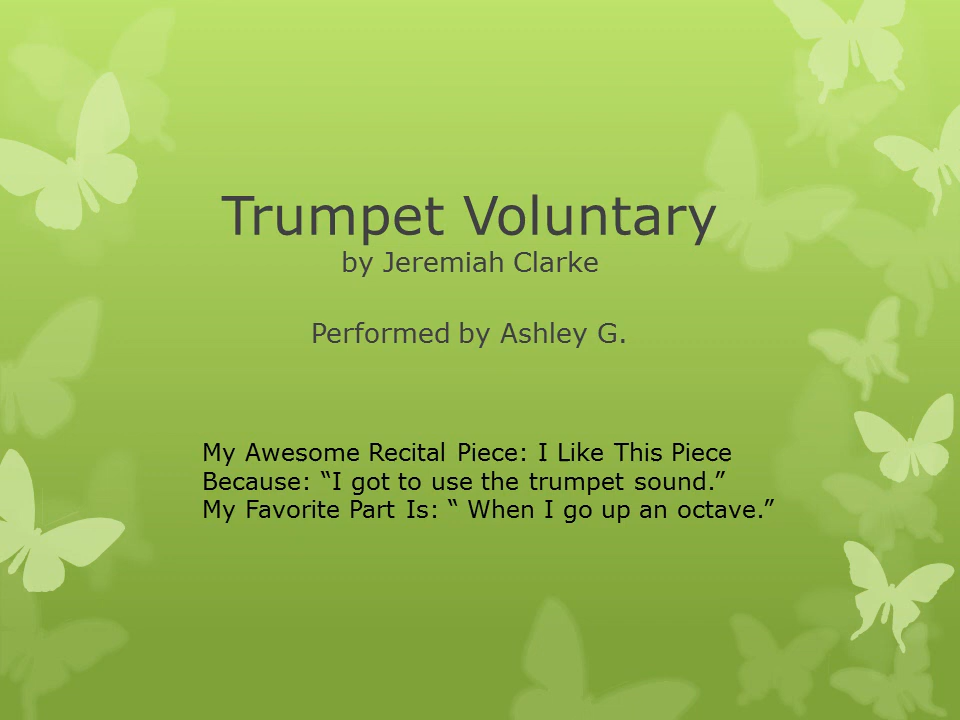 Trumpet Voluntary
by Jeremiah Clarke
Performed by Ashley G.
My Awesome Recital Piece: I Like This Piece
Because: “I got to use the trumpet sound.”
My Favorite Part Is: “ When I go up an octave.”